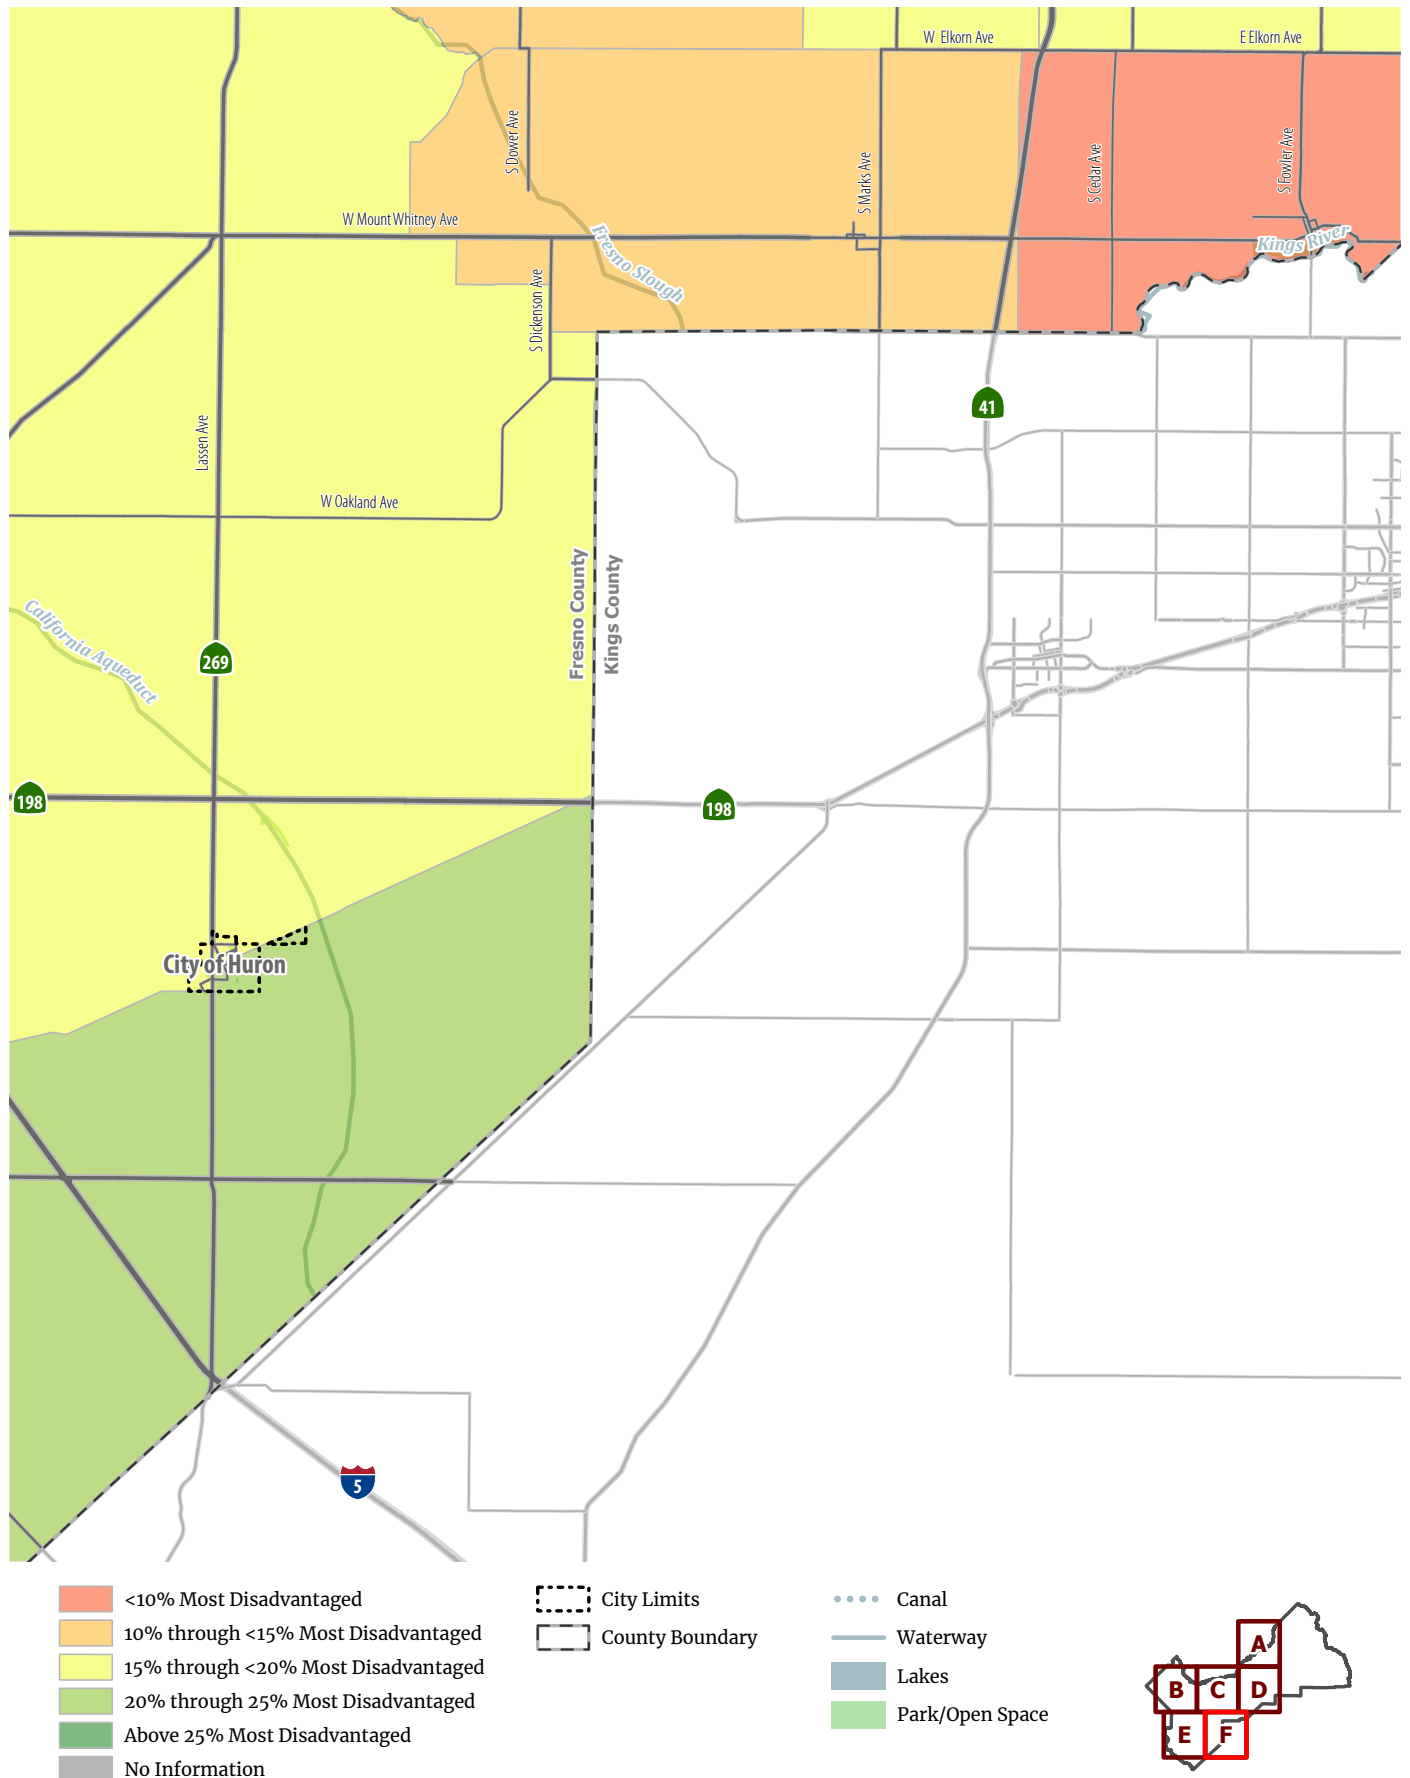 W Elkorn Ave
E Elkorn Ave
S Dower Ave
S Marks Ave
S Cedar Ave
S Fowler Ave
W Mount Whitney Ave
Fresno Slough
Kings River
S Dickenson Ave
41
Lassen Ave
W Oakland Ave
Fresno County
Kings County
California Aqueduct
269
198
198
City of Huron
5
<10% Most Disadvantaged
10% through <15% Most Disadvantaged
15% through <20% Most Disadvantaged
20% through 25% Most Disadvantaged
Above 25% Most Disadvantaged
No Information
City Limits
County Boundary
Canal
Waterway
Lakes
Park/Open Space
A
B C D
E F